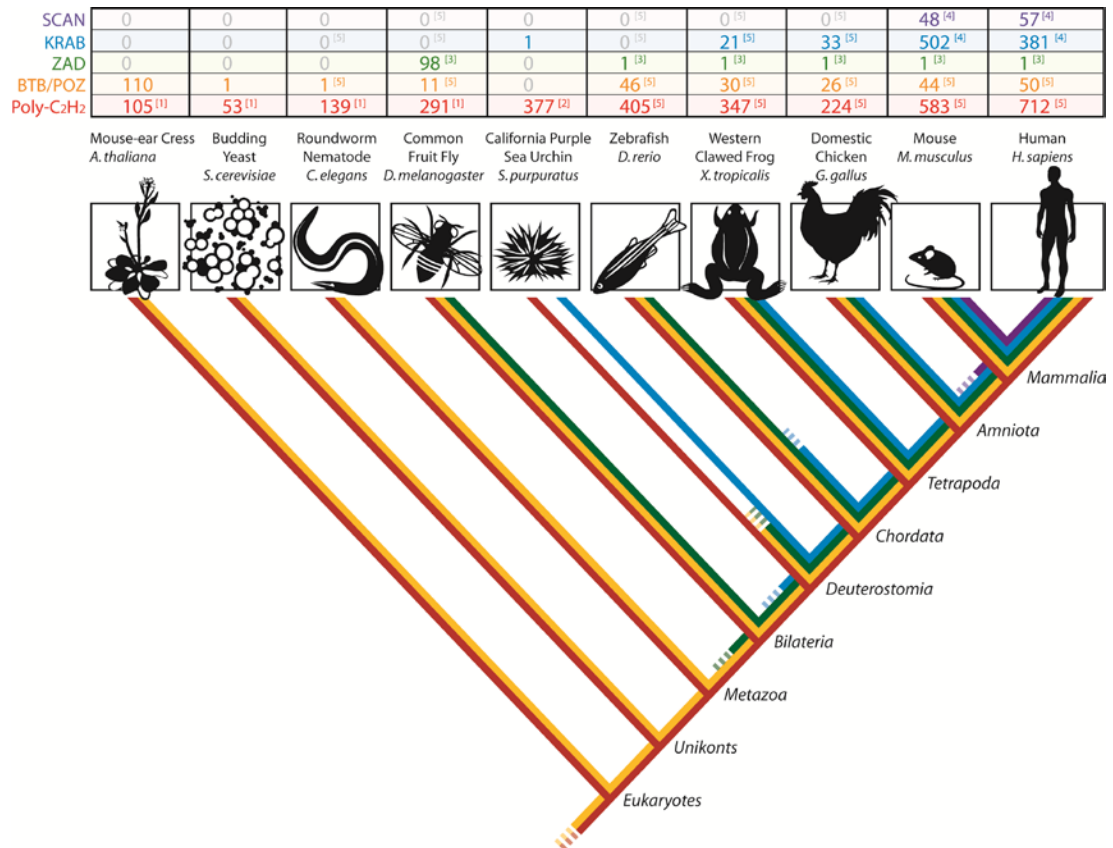 SCAN 0 0 0 0 [5] 0 0 [5] 0 [5] 0 [5] 48 [4] 57 [4]
KRAB 0 0 0 [5] 0 [5] 1 0 [5] 21 [5] 33 [5] 502 [4] 381 [4]
ZAD 0 0 0 98 [3] 0 1 [3] 1 [3] 1 [3] 1 [3] 1 [3]
BTB/POZ 110 1 1 [5] 11 [5] 0 46 [5] 30 [5] 26 [5] 44 [5] 50 [5]
Poly-C₂H₂ 105 [1] 53 [1] 139 [1] 291 [1] 377 [2] 405 [5] 347 [5] 224 [5] 583 [5] 712 [5]
Mouse-ear Cress
A. thaliana
Budding
Yeast
S. cerevisiae
Roundworm
Nematode
C. elegans
Common
Fruit Fly
D. melanogaster
California Purple
Sea Urchin
S. purpuratus
Zebrafish
D. rerio
Western
Clawed Frog
X. tropicalis
Domestic
Chicken
G. gallus
Mouse
M. musculus
Human
H. sapiens
Mammalia
Amniota
Tetrapoda
Chordata
Deuterostomia
Bilateria
Metazoa
Unikonts
Eukaryotes